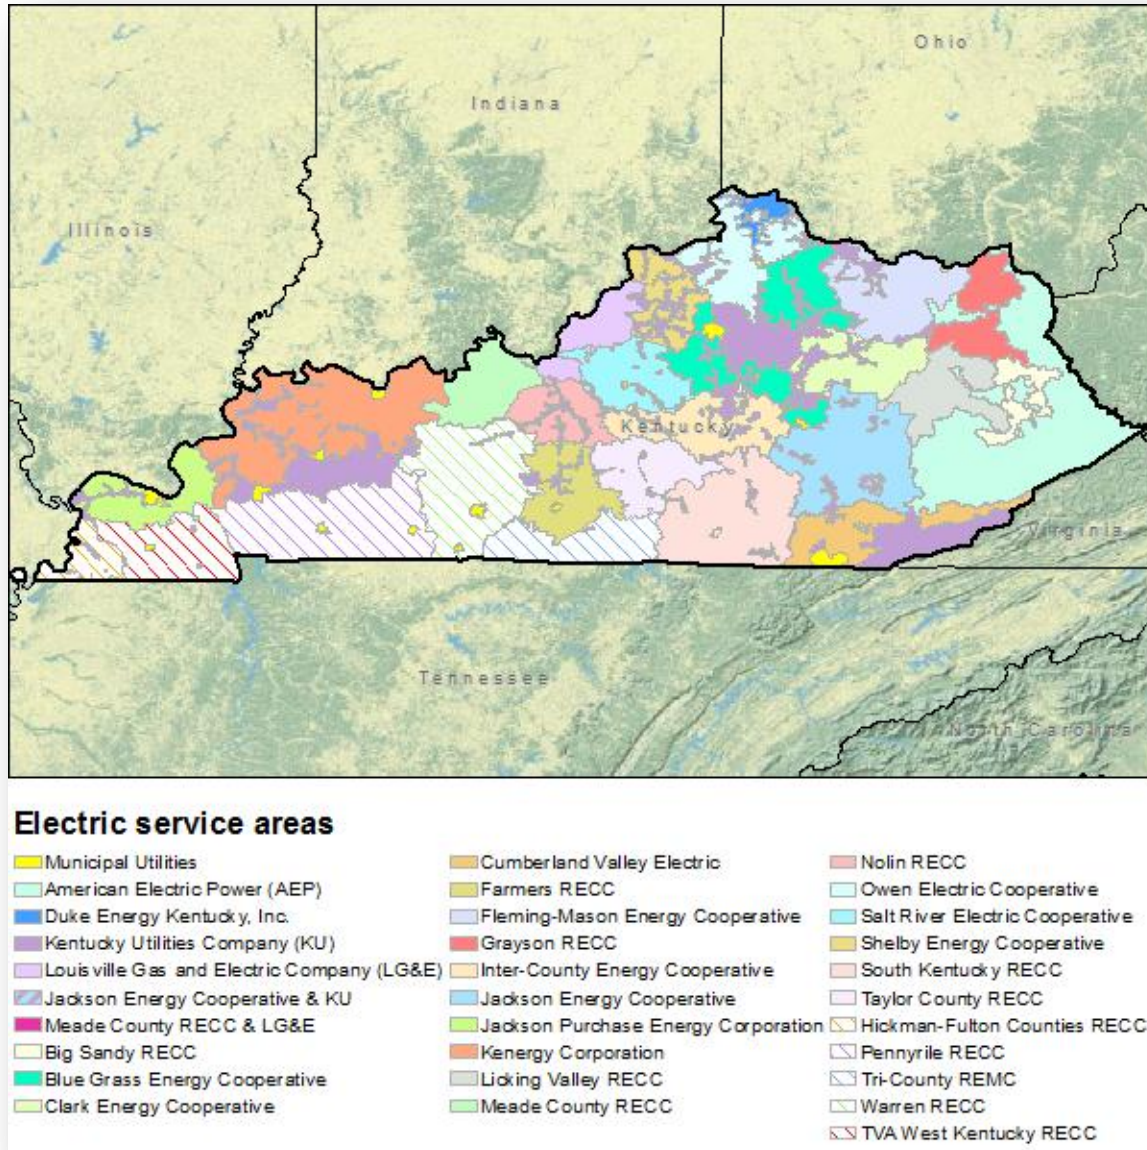 Ohio
Indiana
Illinois
Kentucky
Virginia
Tennessee
North Carolina
Electric service areas
Municipal Utilities
American Electric Power (AEP)
Duke Energy Kentucky, Inc.
Kentucky Utilities Company (KU)
Louisville Gas and Electric Company (LG&E)
Jackson Energy Cooperative & KU
Meade County RECC & LG&E
Big Sandy RECC
Blue Grass Energy Cooperative
Clark Energy Cooperative
Cumberland Valley Electric
Farmers RECC
Fleming-Mason Energy Cooperative
Grayson RECC
Inter-County Energy Cooperative
Jackson Energy Cooperative
Jackson Purchase Energy Corporation
Kenergy Corporation
Licking Valley RECC
Meade County RECC
Nolin RECC
Owen Electric Cooperative
Salt River Electric Cooperative
Shelby Energy Cooperative
South Kentucky RECC
Taylor County RECC
Hickman-Fulton Counties RECC
Pennyrile RECC
Tri-County REMC
Warren RECC
TVA West Kentucky RECC